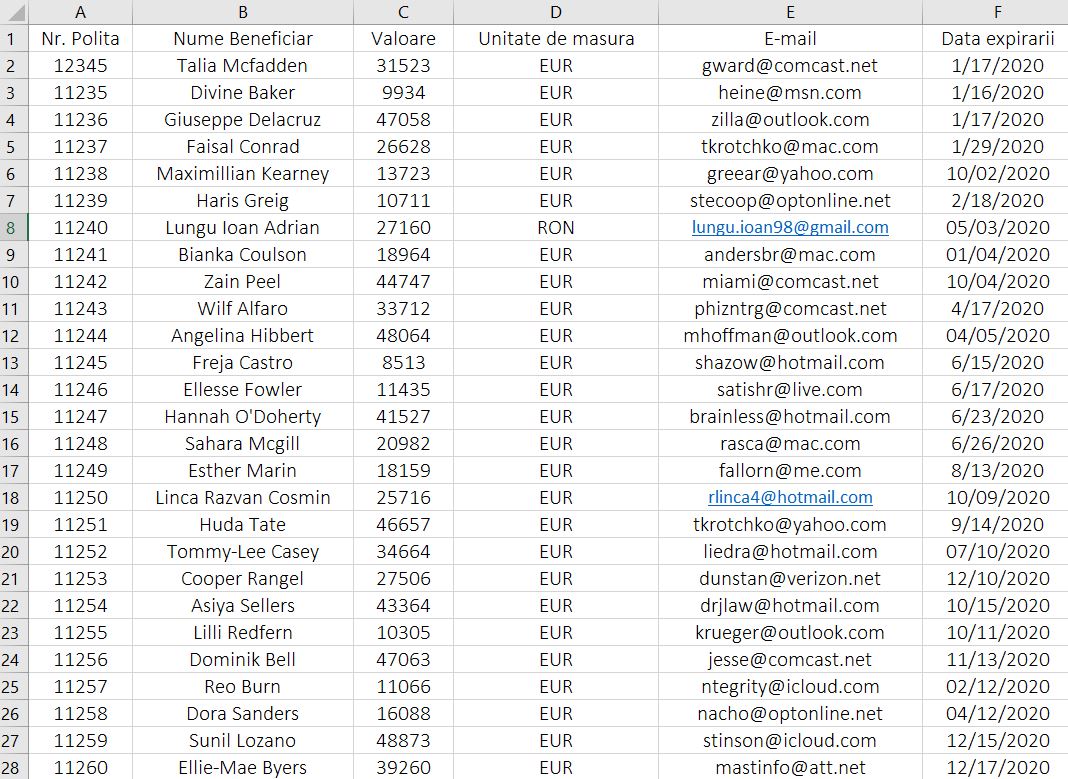 A B C D E F
1 Nr. Polita Nume Beneficiar Valoare Unitate de masura E-mail Data expirarii
2 12345 Talia Mcfadden 31523 EUR gward@comcast.net 1/17/2020
3 11235 Divine Baker 9934 EUR heine@msn.com 1/16/2020
4 11236 Giuseppe Delacruz 47058 EUR zilla@outlook.com 1/17/2020
5 11237 Faisal Conrad 26628 EUR tkrotchko@mac.com 1/29/2020
6 11238 Maximillian Kearney 13723 EUR greear@yahoo.com 10/02/2020
7 11239 Haris Greig 10711 EUR stecoop@optonline.net 2/18/2020
8 11240 Lungu Ioan Adrian 27160 RON lungu.ioan98@gmail.com 05/03/2020
9 11241 Bianka Coulson 18964 EUR andersbr@mac.com 01/04/2020
10 11242 Zain Peel 44747 EUR miami@comcast.net 10/04/2020
11 11243 Wilf Alfaro 33712 EUR phizntrg@comcast.net 4/17/2020
12 11244 Angelina Hibbert 48064 EUR mhoffman@outlook.com 04/05/2020
13 11245 Freja Castro 8513 EUR shazow@hotmail.com 6/15/2020
14 11246 Ellesse Fowler 11435 EUR satishr@live.com 6/17/2020
15 11247 Hannah O'Doherty 41527 EUR brainless@hotmail.com 6/23/2020
16 11248 Sahara Mcgill 20982 EUR rasca@mac.com 6/26/2020
17 11249 Esther Marin 18159 EUR fallorn@me.com 8/13/2020
18 11250 Linca Razvan Cosmin 25716 EUR rlinca4@hotmail.com 10/09/2020
19 11251 Huda Tate 46657 EUR tkrotchko@yahoo.com 9/14/2020
20 11252 Tommy-Lee Casey 34664 EUR liedra@hotmail.com 07/10/2020
21 11253 Cooper Rangel 27506 EUR dunstan@verizon.net 12/10/2020
22 11254 Asiya Sellers 43364 EUR drjlaw@hotmail.com 10/15/2020
23 11255 Lilli Redfern 10305 EUR krueger@outlook.com 10/11/2020
24 11256 Dominik Bell 47063 EUR jesse@comcast.net 11/13/2020
25 11257 Reo Burn 11066 EUR ntegrity@icloud.com 02/12/2020
26 11258 Dora Sanders 16088 EUR nacho@optonline.net 04/12/2020
27 11259 Sunil Lozano 48873 EUR stinson@icloud.com 12/15/2020
28 11260 Ellie-Mae Byers 39260 EUR mastinfo@att.net 12/17/2020